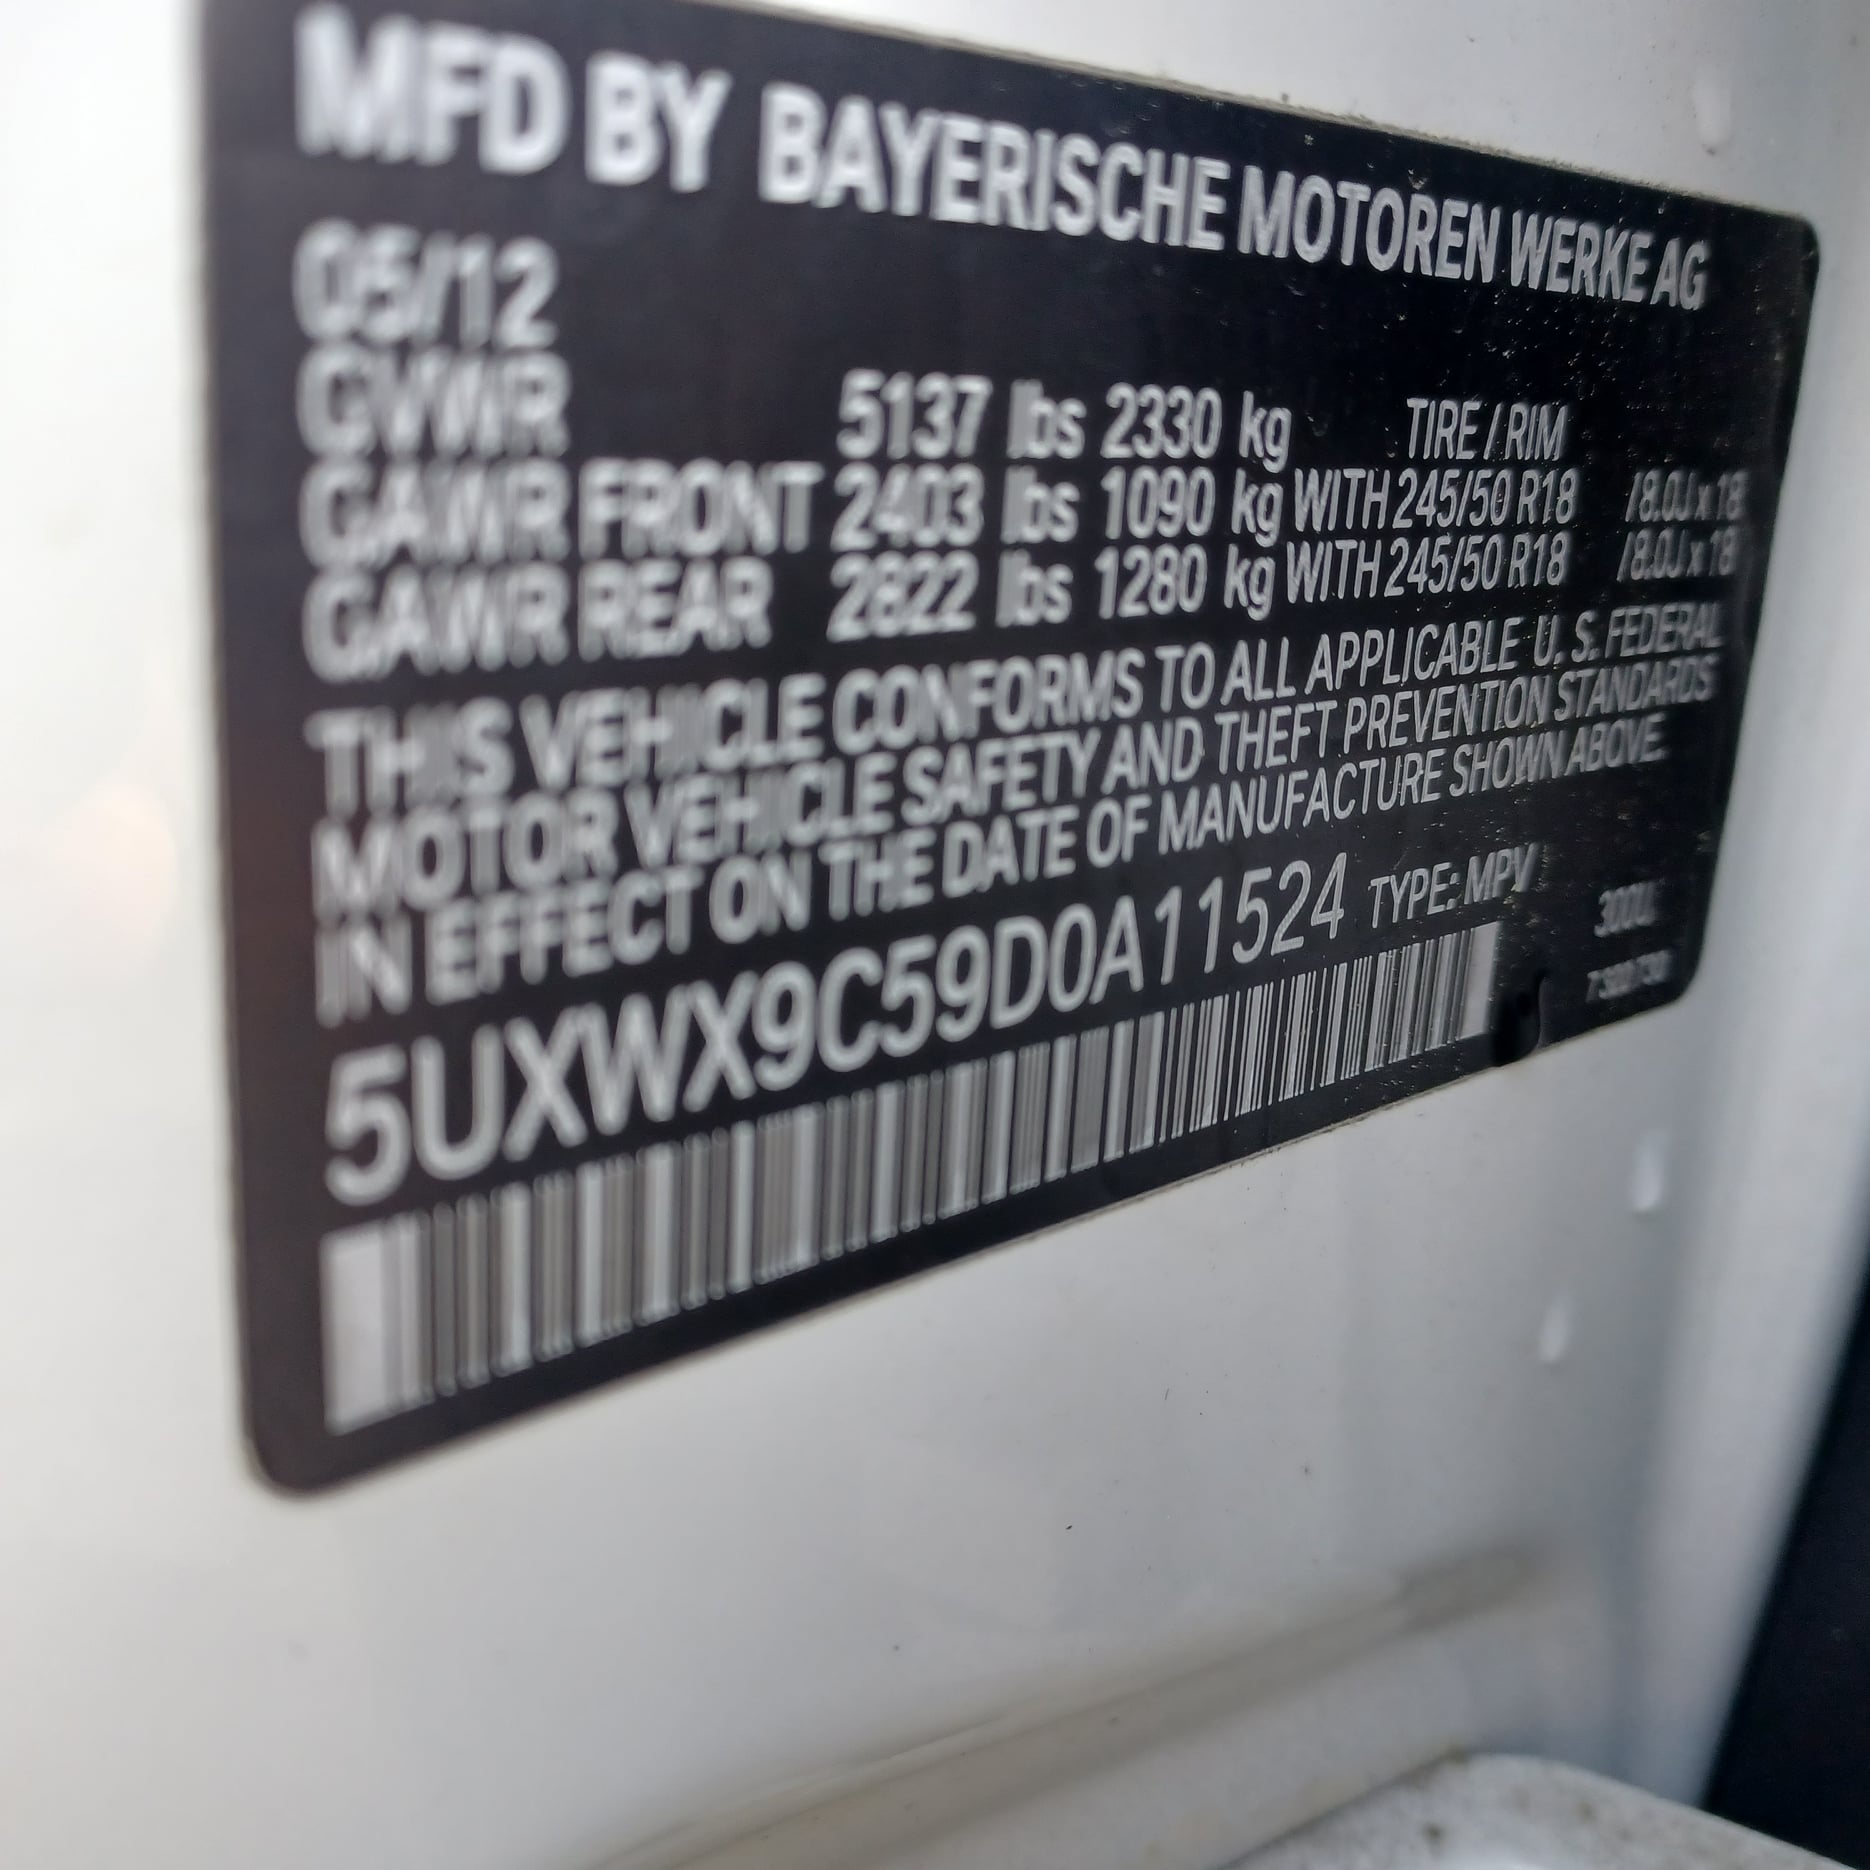 MFD BY BAYERISCHE MOTOREN WERKE AG
05/12
GVWR 5137 lbs 2330 kg TIRE / RIM
GAWR FRONT 2403 lbs 1090 kg WITH 245/50 R18 /8.0J x 18
GAWR REAR 2822 lbs 1280 kg WITH 245/50 R18 /8.0J x 18
THIS VEHICLE CONFORMS TO ALL APPLICABLE U. S. FEDERAL
MOTOR VEHICLE SAFETY AND THEFT PREVENTION STANDARDS
IN EFFECT ON THE DATE OF MANUFACTURE SHOWN ABOVE.
5UXWX9C59D0A11524 TYPE: MPV